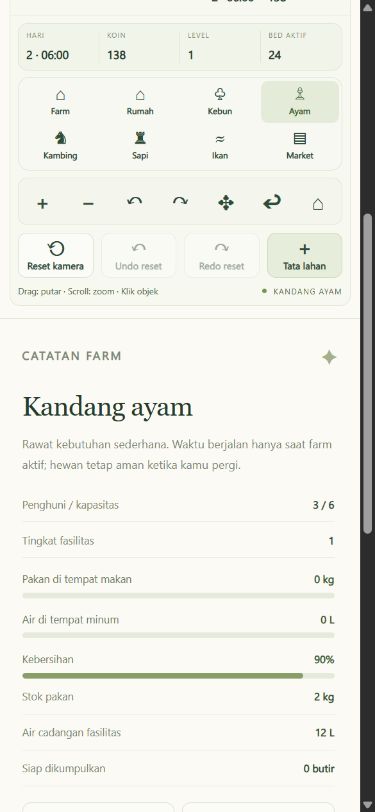 HARI KOIN LEVEL BED AKTIF
2 · 06:00 138 1 24
Farm Rumah Kebun Ayam
Kambing Sapi Ikan Market
Reset kamera Undo reset Redo reset Tata lahan
Drag: putar · Scroll: zoom · Klik objek KANDANG AYAM
CATATAN FARM
Kandang ayam
Rawat kebutuhan sederhana. Waktu berjalan hanya saat farm
aktif; hewan tetap aman ketika kamu pergi.
Penghuni / kapasitas 3 / 6
Tingkat fasilitas 1
Pakan di tempat makan 0 kg
Air di tempat minum 0 L
Kebersihan 90%
Stok pakan 2 kg
Air cadangan fasilitas 12 L
Siap dikumpulkan 0 butir